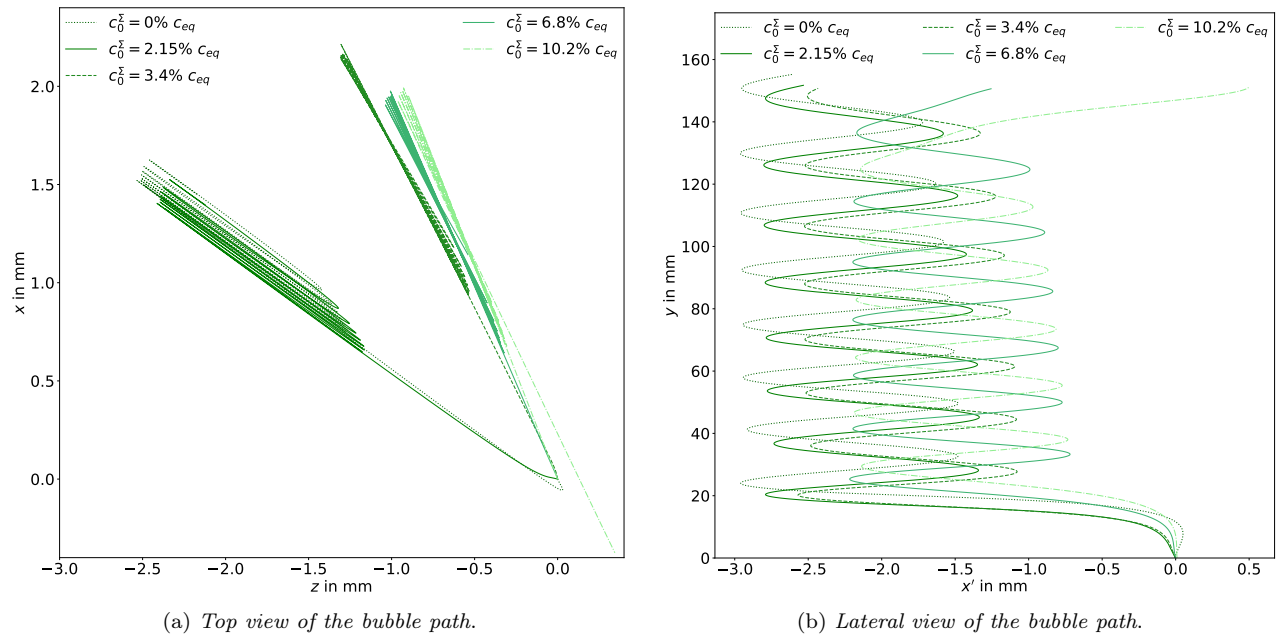 c₀^Σ = 0% c_eq
c₀^Σ = 2.15% c_eq
c₀^Σ = 3.4% c_eq
c₀^Σ = 6.8% c_eq
c₀^Σ = 10.2% c_eq
2.0
1.5
1.0
0.5
0.0
x in mm
−3.0 −2.5 −2.0 −1.5 −1.0 −0.5 0.0
z in mm
(a) Top view of the bubble path.
c₀^Σ = 0% c_eq
c₀^Σ = 2.15% c_eq
c₀^Σ = 3.4% c_eq
c₀^Σ = 6.8% c_eq
c₀^Σ = 10.2% c_eq
160
140
120
100
80
60
40
20
0
y in mm
−3.0 −2.5 −2.0 −1.5 −1.0 −0.5 0.0 0.5
x′ in mm
(b) Lateral view of the bubble path.